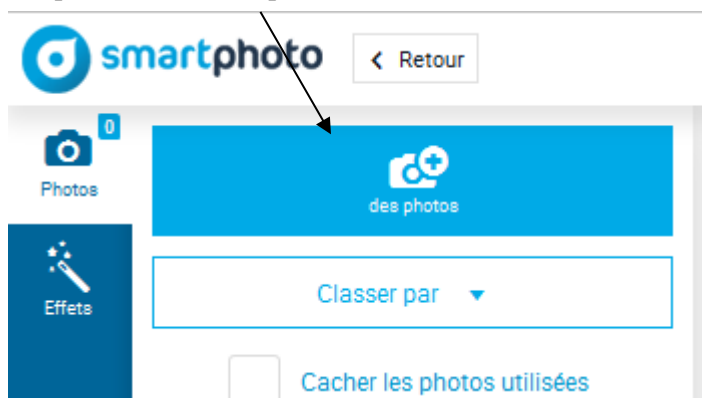 smartphoto
Retour
0
Photos
des photos
Effets
Classer par
Cacher les photos utilisées